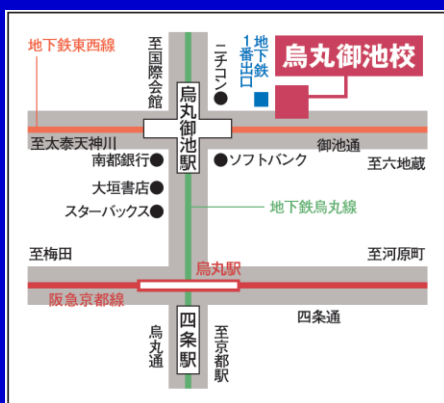 地下鉄東西線
至国際会館
ニチコン
地下鉄
1番出口
烏丸御池校
烏丸御池駅
至太秦天神川
御池通
至六地蔵
南都銀行
ソフトバンク
大垣書店
スターバックス
地下鉄烏丸線
至梅田
烏丸駅
至河原町
阪急京都線
四条通
烏丸通
四条駅
至京都駅